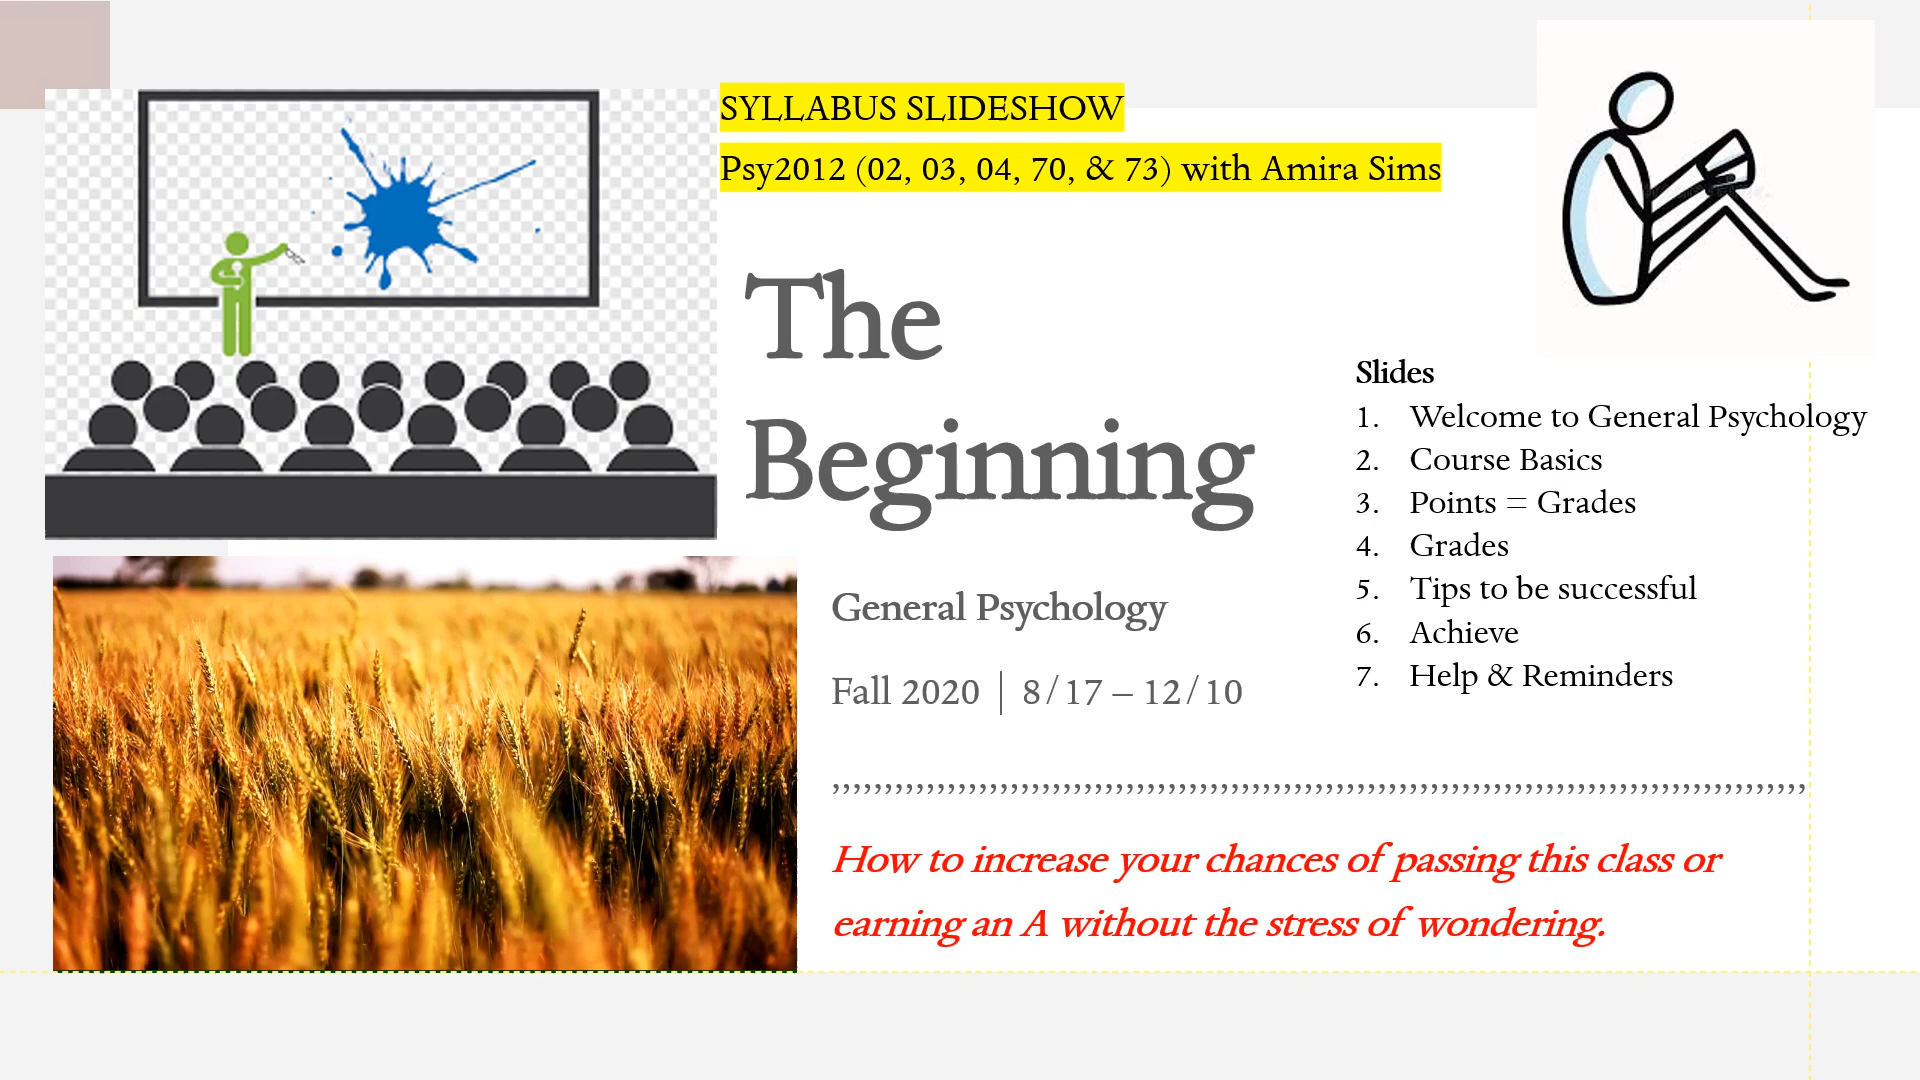 SYLLABUS SLIDESHOW
Psy2012 (02, 03, 04, 70, & 73) with Amira Sims
The
Beginning
General Psychology
Fall 2020 | 8/17 – 12/10
Slides
1. Welcome to General Psychology
2. Course Basics
3. Points = Grades
4. Grades
5. Tips to be successful
6. Achieve
7. Help & Reminders
,,,,,,,,,,,,,,,,,,,,,,,,,,,,,,,,,,,,,,,,,,,,,,,,,,,,,,,,,,,,,,,,,,,,,,,,,,,,,,,,,,,,,,,,,,,,
How to increase your chances of passing this class or
earning an A without the stress of wondering.